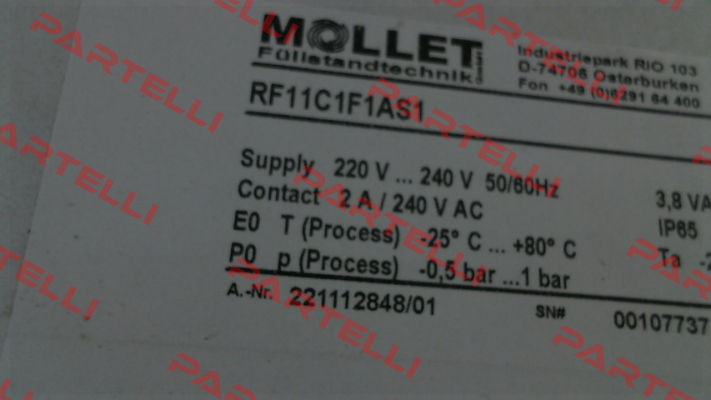 MOLLET
Füllstandtechnik GmbH
Industriepark RIO 103
D-74706 Osterburken
Fon +49 (0)6291 64 400
RF11C1F1AS1
Supply 220 V ... 240 V 50/60Hz
3,8 VA
Contact 2 A / 240 V AC
IP65
E0 T (Process) -25° C ... +80° C
Ta
P0 p (Process) -0,5 bar ...1 bar
A.-Nr. 221112848/01
SN# 00107737
PARTELLI
PARTELLI
PARTELLI
PARTELLI
PARTELLI
PARTELLI